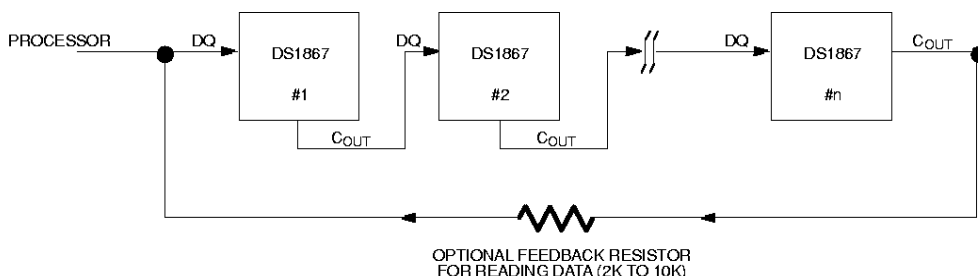 PROCESSOR
DQ
DS1867
#1
COUT
DQ
DS1867
#2
COUT
DQ
DS1867
#n
COUT
OPTIONAL FEEDBACK RESISTOR
FOR READING DATA (2K TO 10K)